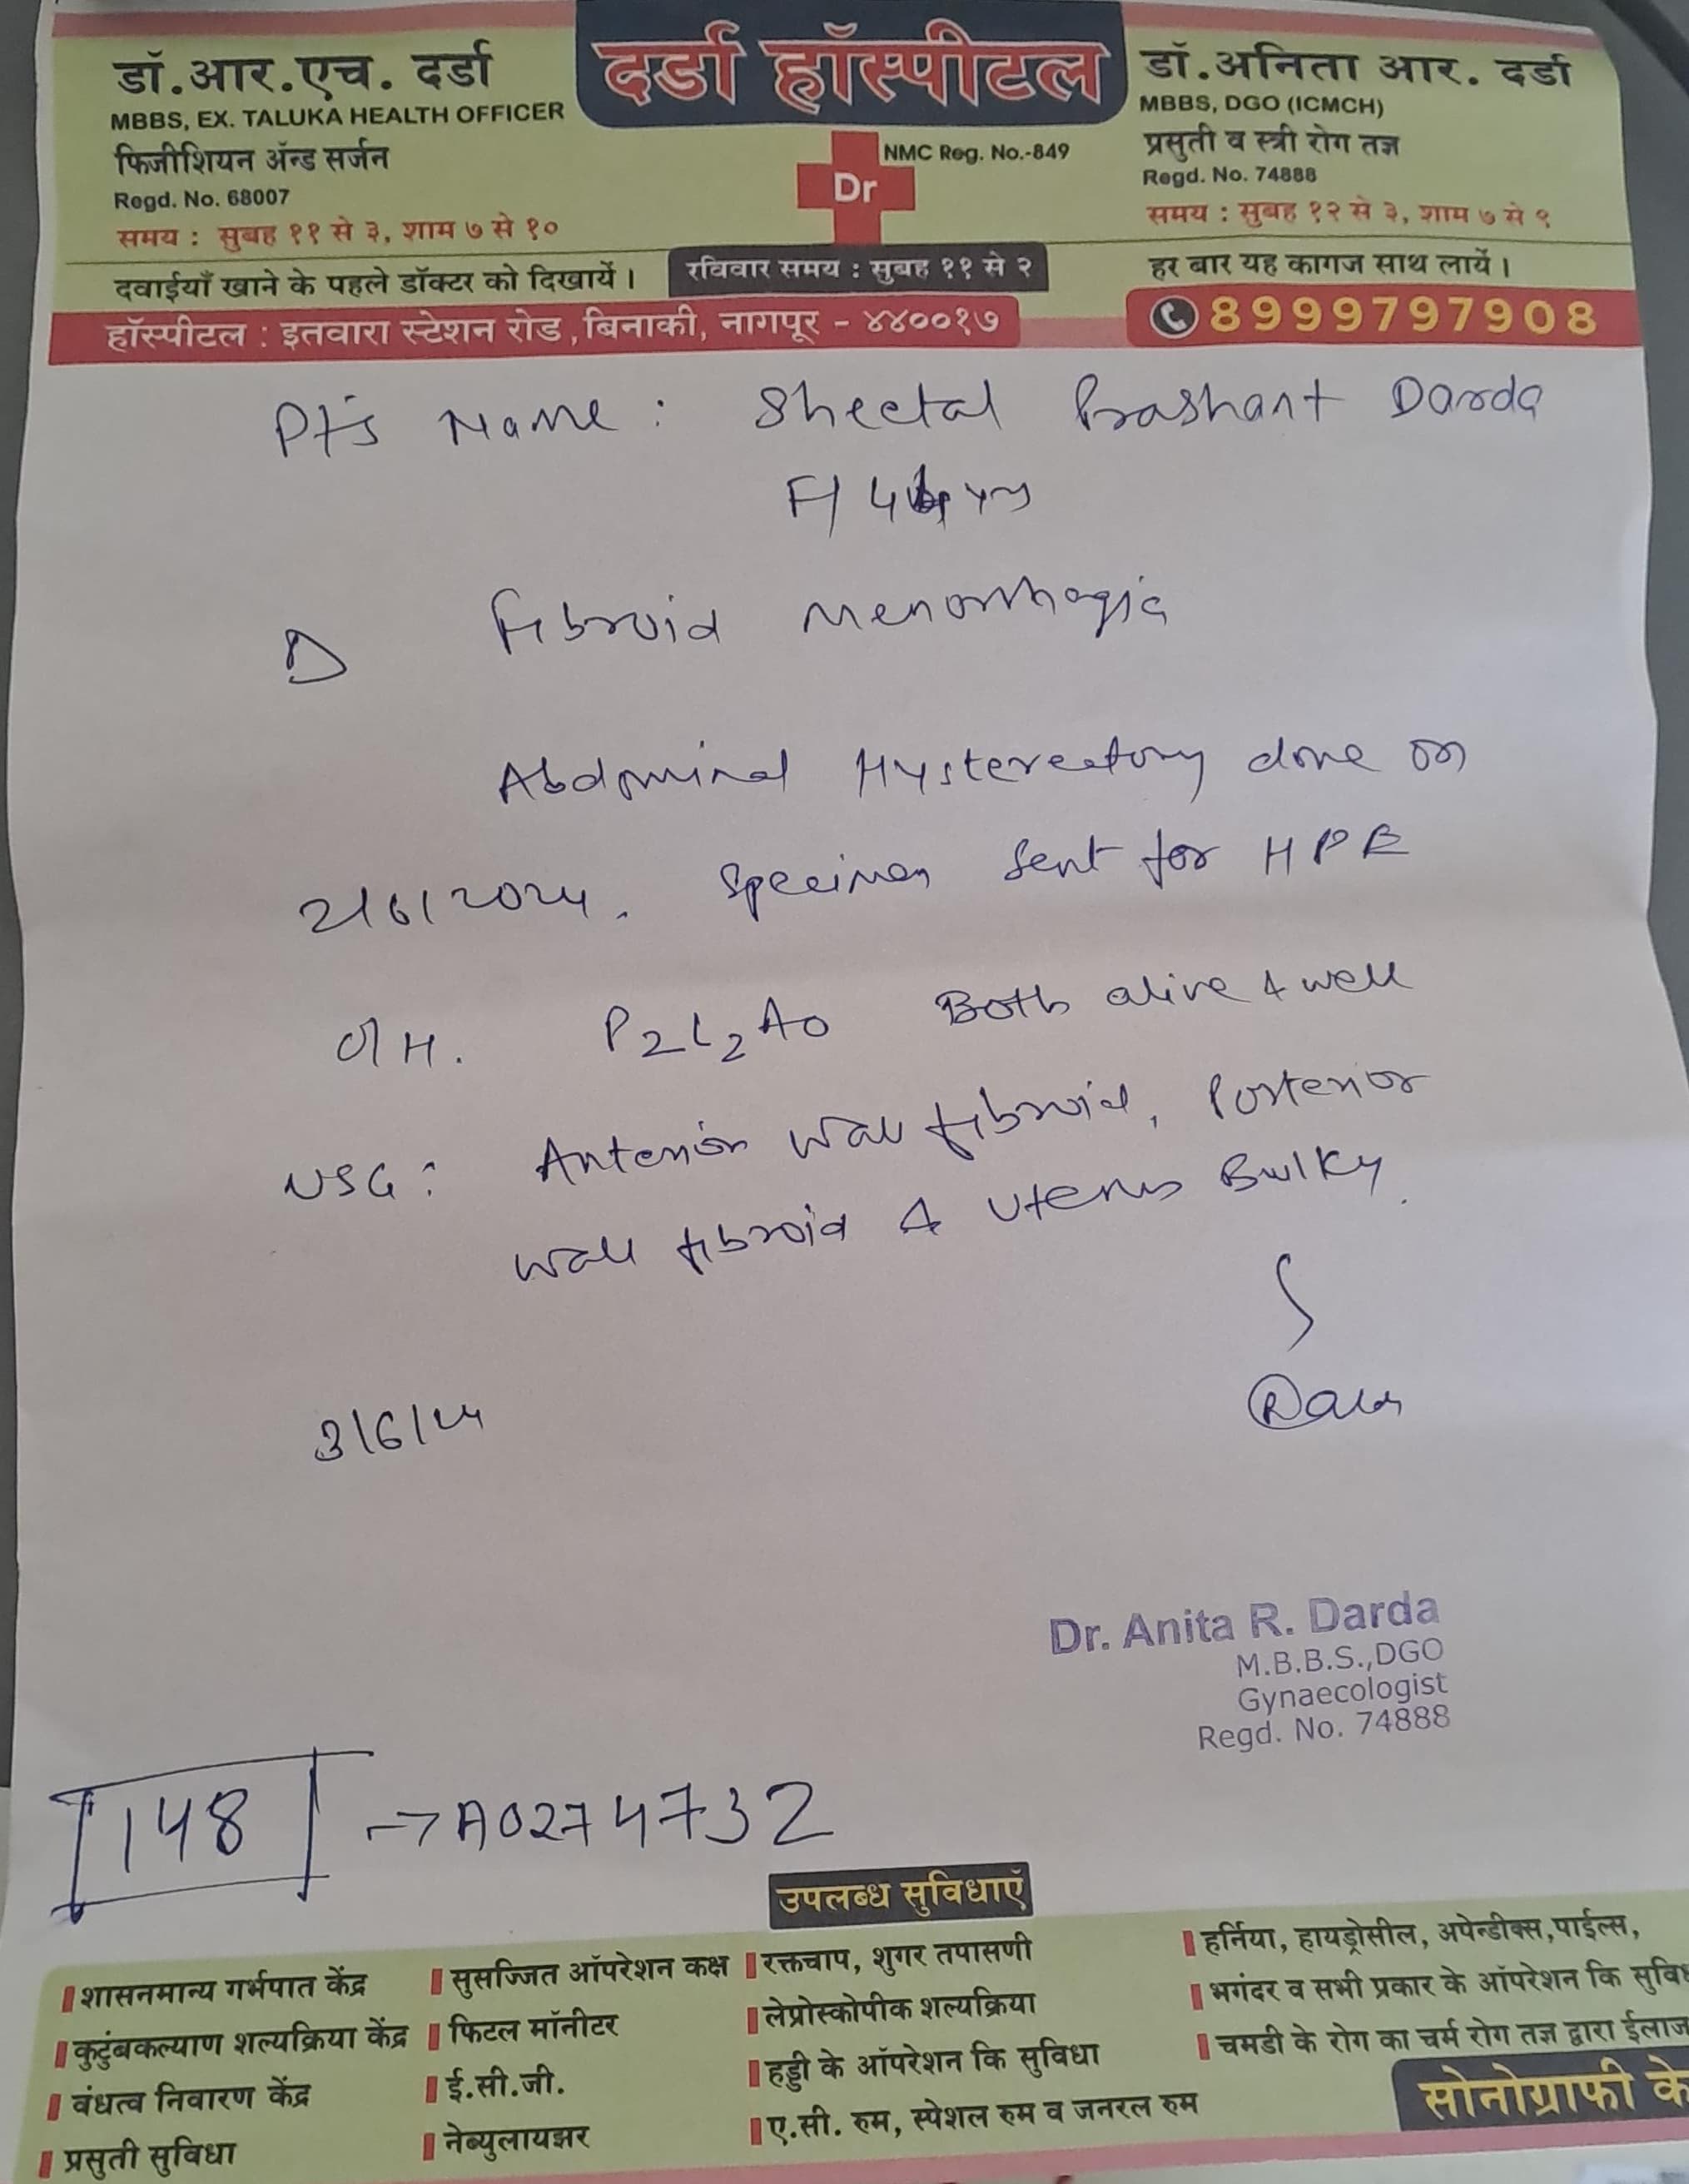 दर्डा हॉस्पीटल
डॉ.आर.एच. दर्डा
MBBS, EX. TALUKA HEALTH OFFICER
फिजीशियन ॲन्ड सर्जन
Regd. No. 68007
समय : सुबह ११ से ३, शाम ७ से १०
Dr
NMC Reg. No.-849
डॉ.अनिता आर. दर्डा
MBBS, DGO (ICMCH)
प्रसुती व स्त्री रोग तज्ञ
Regd. No. 74888
समय : सुबह १२ से ३, शाम ७ से ९
दवाईयाँ खाने के पहले डॉक्टर को दिखायें।
रविवार समय : सुबह ११ से २
हर बार यह कागज साथ लायें।
हॉस्पीटल : इतवारा स्टेशन रोड, बिनाकी, नागपूर - ४४००१७
8999797908
Pt's Name : Sheetal Prashant Darda
F/ yrs
D Fibroid Menorrhagia
Abdominal Hysterectomy done on
2/6/2024. Specimen sent for HPE
O/H. P2L2A0 Both alive & well
USG : Anterior wall fibroid, Posterior
wall fibroid & Uterus Bulky.
3/6/24
Dr. Anita R. Darda
M.B.B.S.,DGO
Gynaecologist
Regd. No. 74888
148 → A0274732
उपलब्ध सुविधाएँ
शासनमान्य गर्भपात केंद्र
कुटुंबकल्याण शल्यक्रिया केंद्र
वंधत्व निवारण केंद्र
प्रसुती सुविधा
सुसज्जित ऑपरेशन कक्ष
फिटल मॉनीटर
ई.सी.जी.
नेब्युलायझर
रक्तचाप, शुगर तपासणी
लेप्रोस्कोपीक शल्यक्रिया
हड्डी के ऑपरेशन कि सुविधा
ए.सी. रुम, स्पेशल रुम व जनरल रुम
हर्निया, हायड्रोसील, अपेन्डीक्स,पाईल्स,
भगंदर व सभी प्रकार के ऑपरेशन कि
चमडी के रोग का चर्म रोग तज्ञ द्वारा ईलाज
सोनोग्राफी के